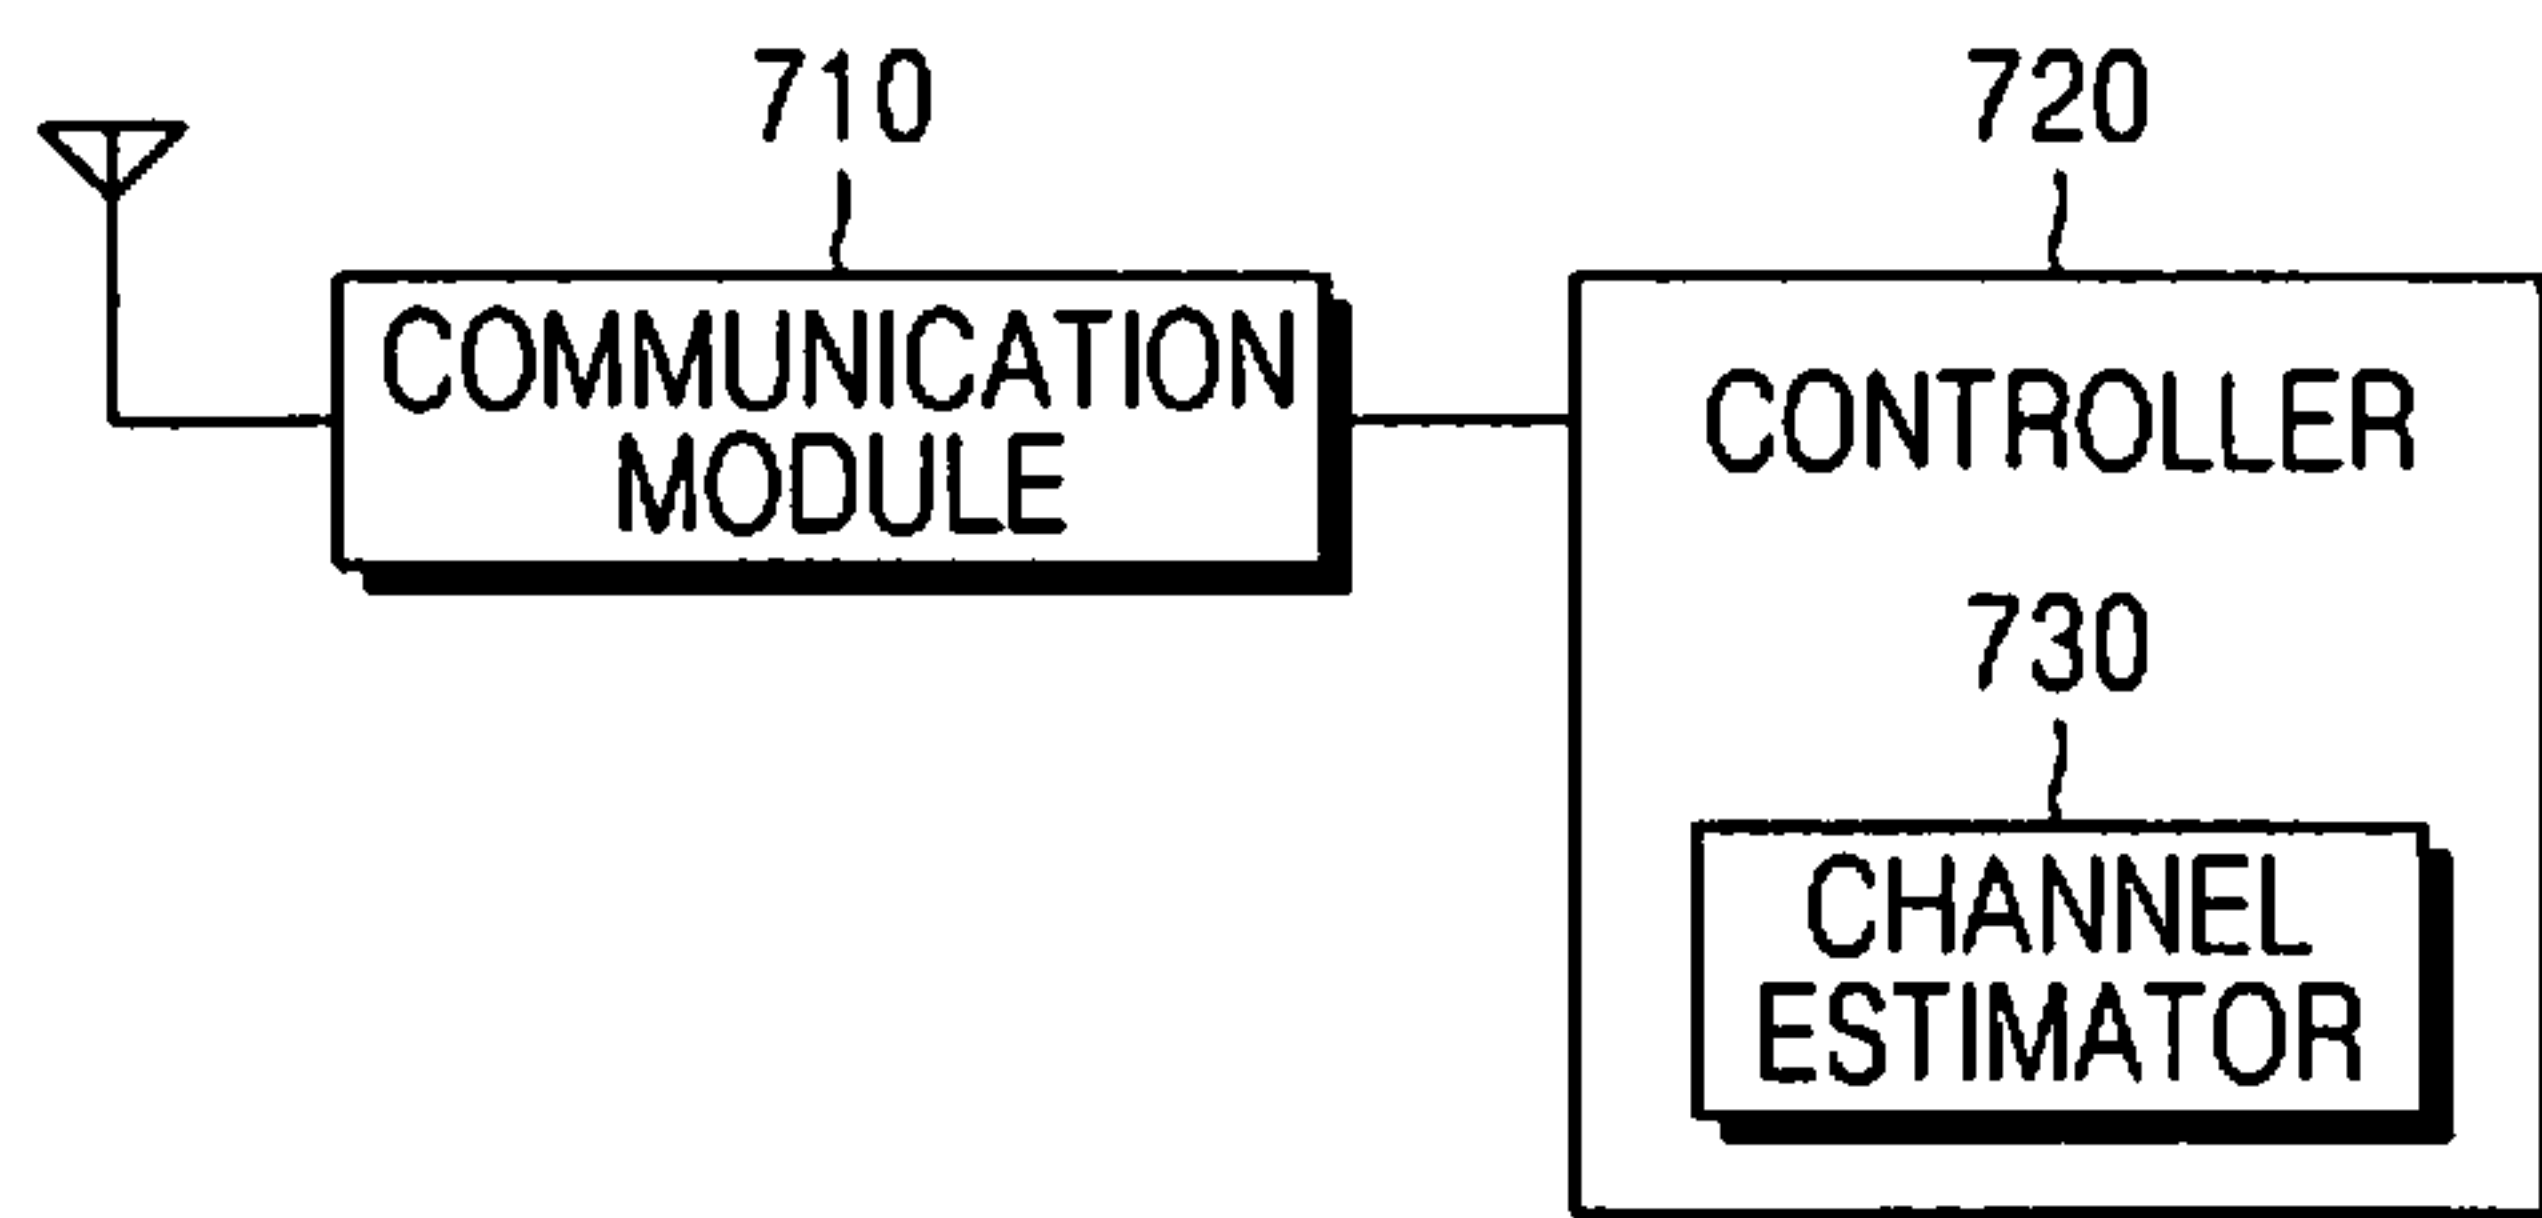 710
720
COMMUNICATION
MODULE
CONTROLLER
730
CHANNEL
ESTIMATOR